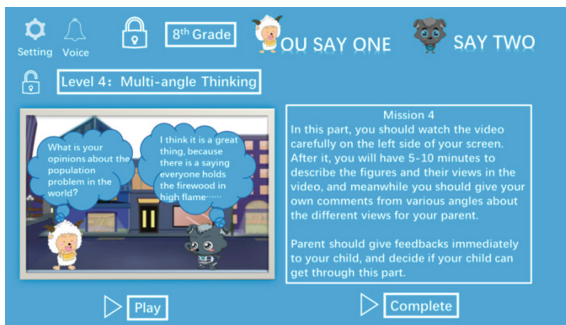 8th Grade
OU SAY ONE
SAY TWO
Setting
Voice
Level 4: Multi-angle Thinking
What is your
opinions about the
population
problem in the
world?
I think it is a great
thing, because
there is a saying
everyone holds
the firewood in
high flame……
Mission 4
In this part, you should watch the video
carefully on the left side of your screen.
After it, you will have 5-10 minutes to
describe the figures and their views in the
video, and meanwhile you should give your
own comments from various angles about
the different views for your parent.
Parent should give feedbacks immediately
to your child, and decide if your child can
get through this part.
Play
Complete